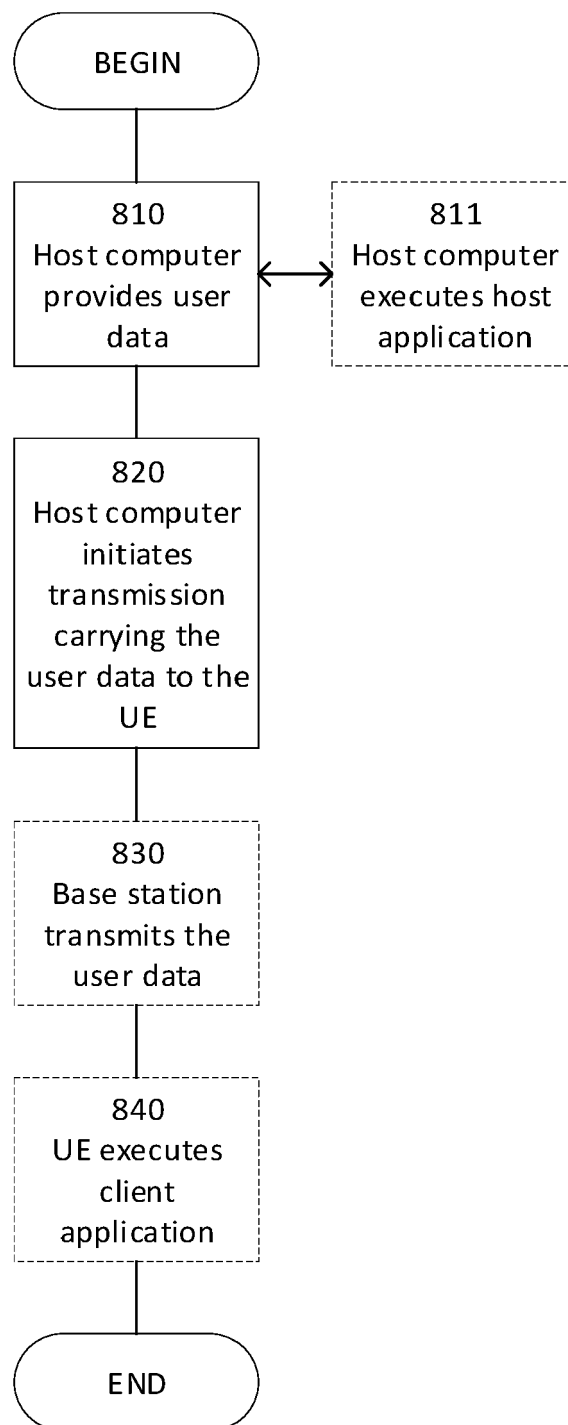 BEGIN
810
Host computer
provides user
data
811
Host computer
executes host
application
820
Host computer
initiates
transmission
carrying the
user data to the
UE
830
Base station
transmits the
user data
840
UE executes
client
application
END